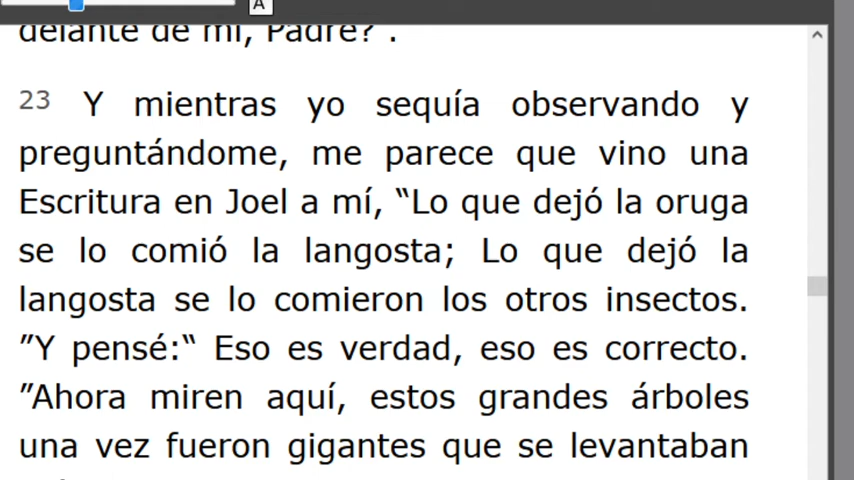 A
delante de mí, Padre? .
23 Y mientras yo sequía observando y
preguntándome, me parece que vino una
Escritura en Joel a mí, “Lo que dejó la oruga
se lo comió la langosta; Lo que dejó la
langosta se lo comieron los otros insectos.
”Y pensé:“ Eso es verdad, eso es correcto.
”Ahora miren aquí, estos grandes árboles
una vez fueron gigantes que se levantaban